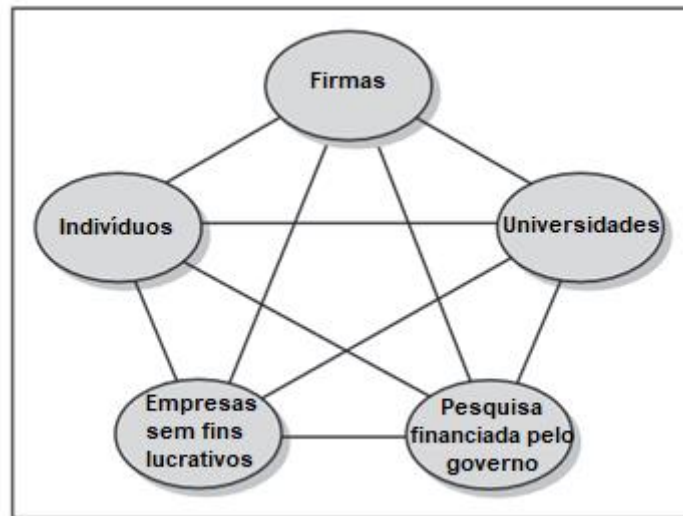 Firmas
Indivíduos
Universidades
Empresas
sem fins
lucrativos
Pesquisa
financiada pelo
governo